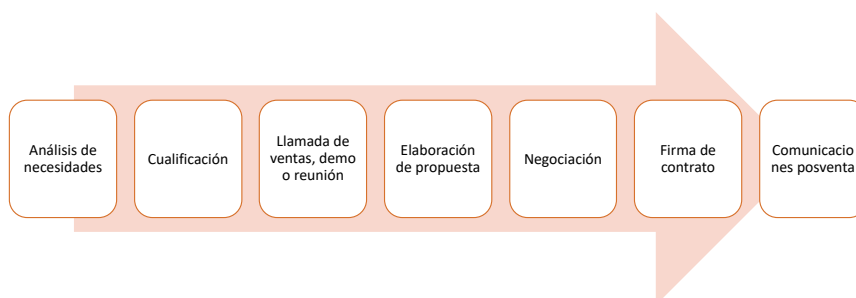 Análisis de
necesidades
Cualificación
Llamada de
ventas, demo
o reunión
Elaboración
de propuesta
Negociación
Firma de
contrato
Comunicacio
nes posventa